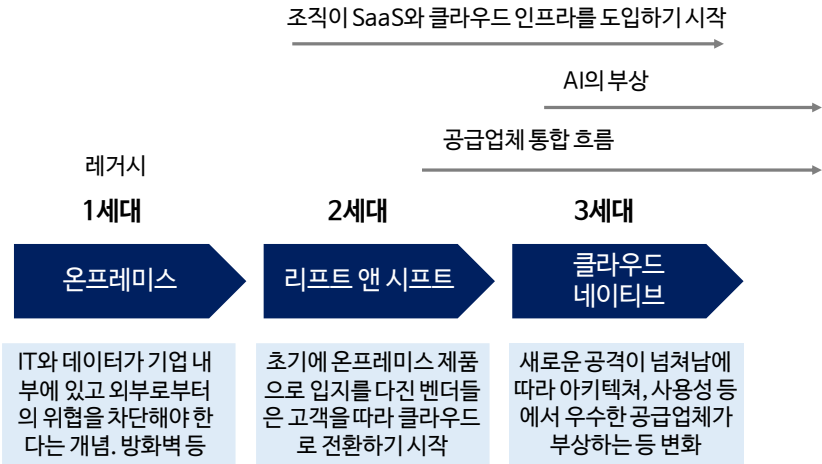 조직이 SaaS와 클라우드 인프라를 도입하기 시작
AI의 부상
공급업체 통합 흐름
레거시
1세대
2세대
3세대
온프레미스
리프트 앤 시프트
클라우드
네이티브
IT와 데이터가 기업 내
부에 있고 외부로부터
의 위협을 차단해야 한
다는 개념. 방화벽 등
초기에 온프레미스 제품
으로 입지를 다진 벤더들
은 고객을 따라 클라우드
로 전환하기 시작
새로운 공격이 넘쳐남에
따라 아키텍쳐, 사용성 등
에서 우수한 공급업체가
부상하는 등 변화